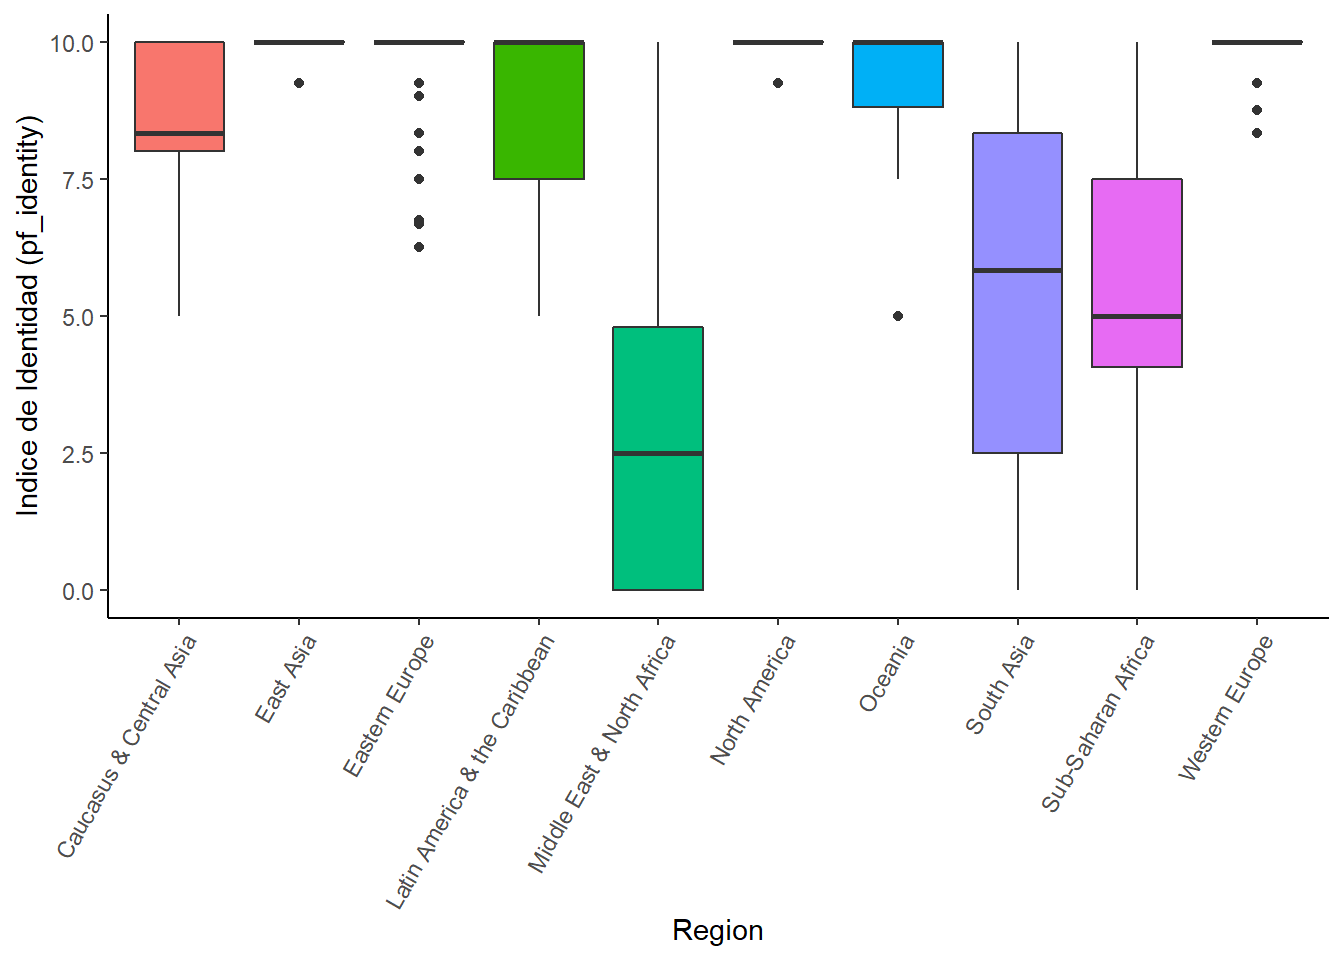 Indice de Identidad (pf_identity)
10.0
7.5
5.0
2.5
0.0
Caucasus & Central Asia
East Asia
Eastern Europe
Latin America & the Caribbean
Middle East & North Africa
North America
Oceania
South Asia
Sub-Saharan Africa
Western Europe
Region